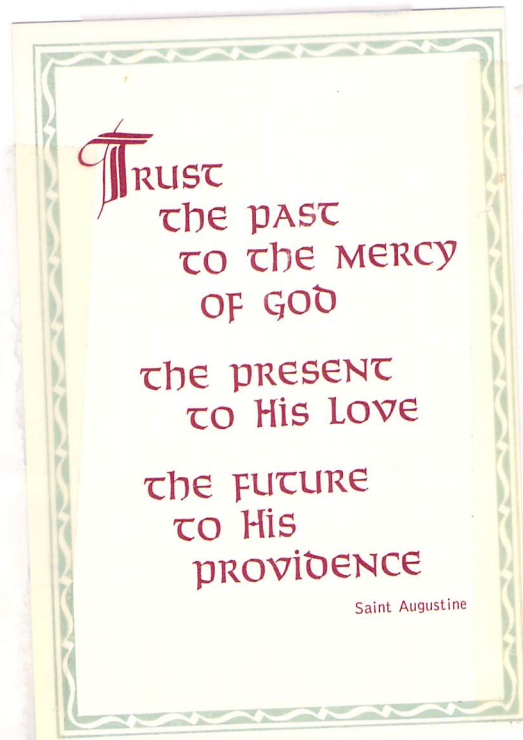 Trust
the past
to the mercy
of God
the present
to His love
the future
to His
providence
Saint Augustine